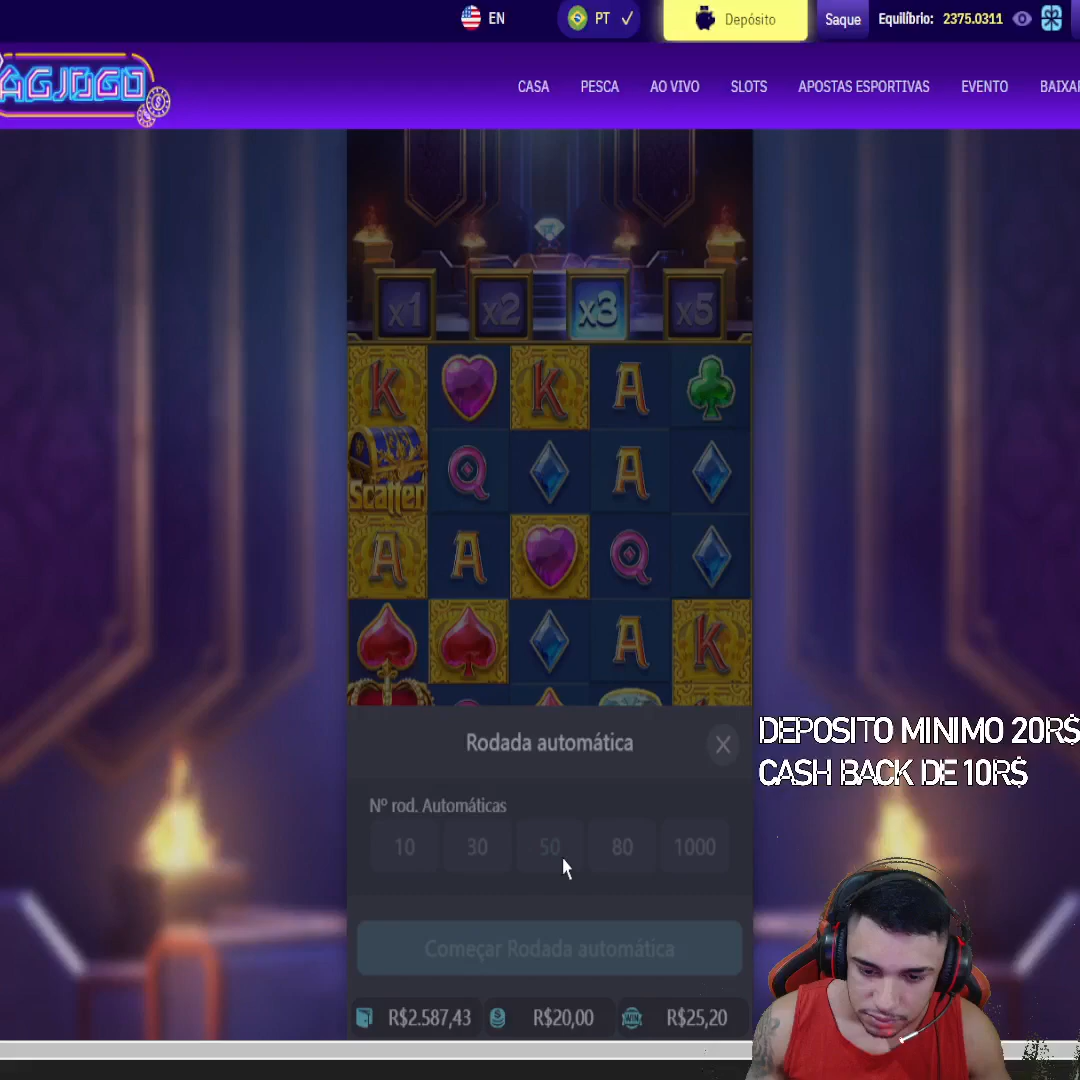 EN
PT
Depósito
Saque
Equilíbrio: 2375.0311
AGJOGO
CASA
PESCA
AO VIVO
SLOTS
APOSTAS ESPORTIVAS
EVENTO
BAIXAR
x1 x2 x3 x5
K K A
Scatter Q A
A A Q
A K
DEPOSITO MINIMO 20R$
CASH BACK DE 10R$
Rodada automática
Nº rod. Automáticas
10 30 50 80 1000
Começar Rodada automática
R$2.587,43
R$20,00
WIN
R$25,20